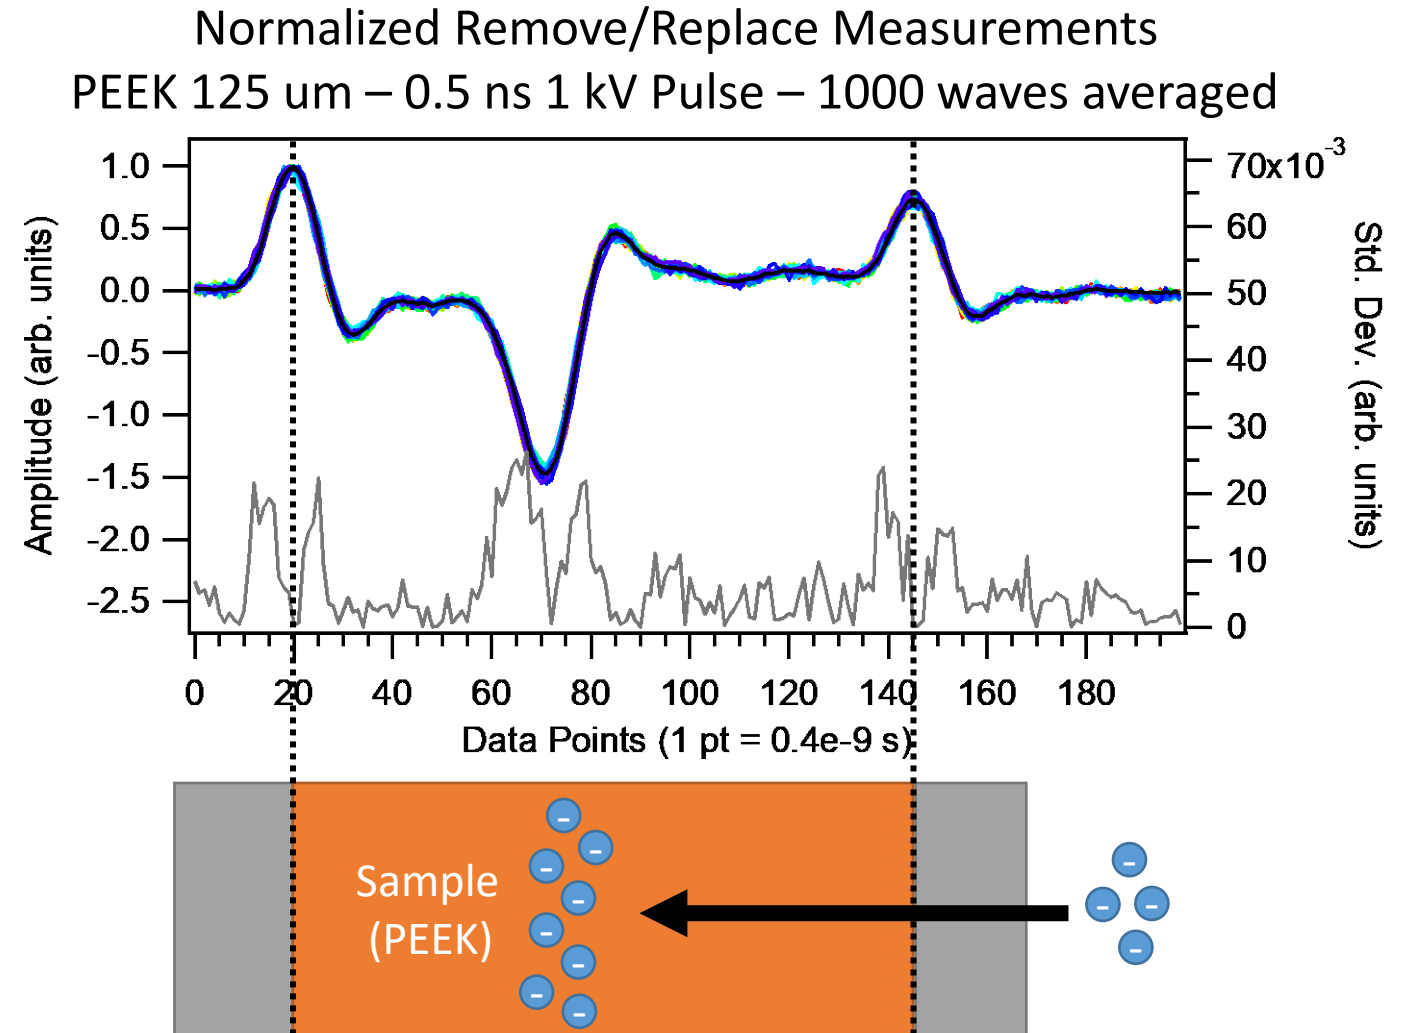 Normalized Remove/Replace Measurements
PEEK 125 um – 0.5 ns 1 kV Pulse – 1000 waves averaged
1.0
0.5
0.0
-0.5
-1.0
-1.5
-2.0
-2.5
Amplitude (arb. units)
70x10-3
60
50
40
30
20
10
0
Std. Dev. (arb. units)
0 20 40 60 80 100 120 140 160 180
Data Points (1 pt = 0.4e-9 s)
Sample
(PEEK)
- - - - - - - -
- - - -